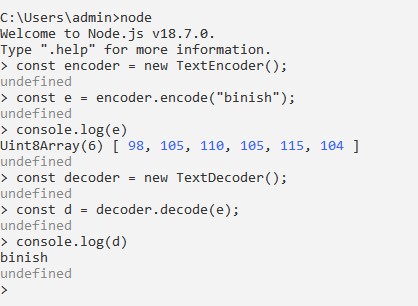 C:\Users\admin>node
Welcome to Node.js v18.7.0.
Type ".help" for more information.
> const encoder = new TextEncoder();
undefined
> const e = encoder.encode("binish");
undefined
> console.log(e)
Uint8Array(6) [ 98, 105, 110, 105, 115, 104 ]
undefined
> const decoder = new TextDecoder();
undefined
> const d = decoder.decode(e);
undefined
> console.log(d)
binish
undefined
>